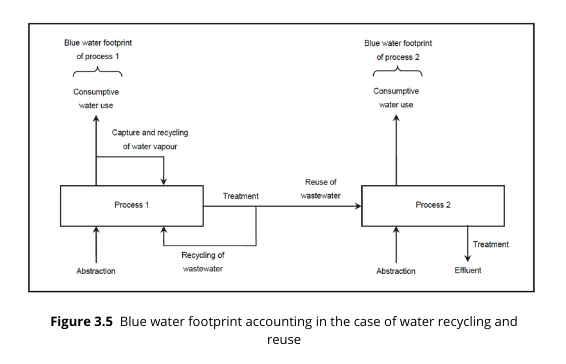 Blue water footprint
of process 1
Consumptive
water use
Capture and recycling
of water vapour
Process 1
Abstraction
Treatment
Recycling of
wastewater
Reuse of
wastewater
Blue water footprint
of process 2
Consumptive
water use
Process 2
Abstraction
Treatment
Effluent
Figure 3.5 Blue water footprint accounting in the case of water recycling and
reuse